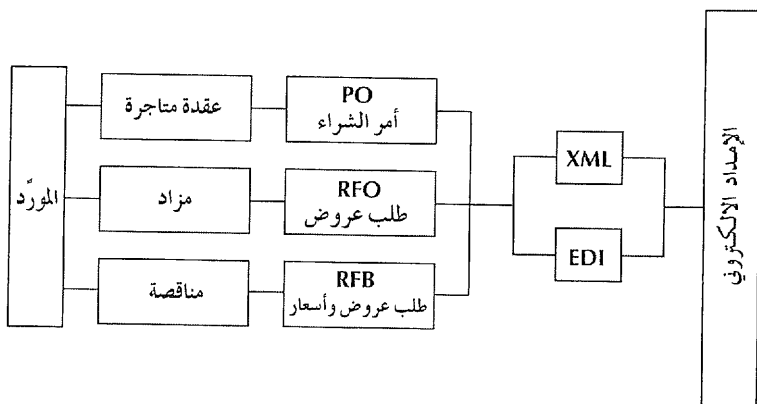 الإمداد الالكتروني
XML
EDI
PO
أمر الشراء
عقدة متاجرة
RFO
طلب عروض
مزاد
المورّد
RFB
طلب عروض وأسعار
مناقصة